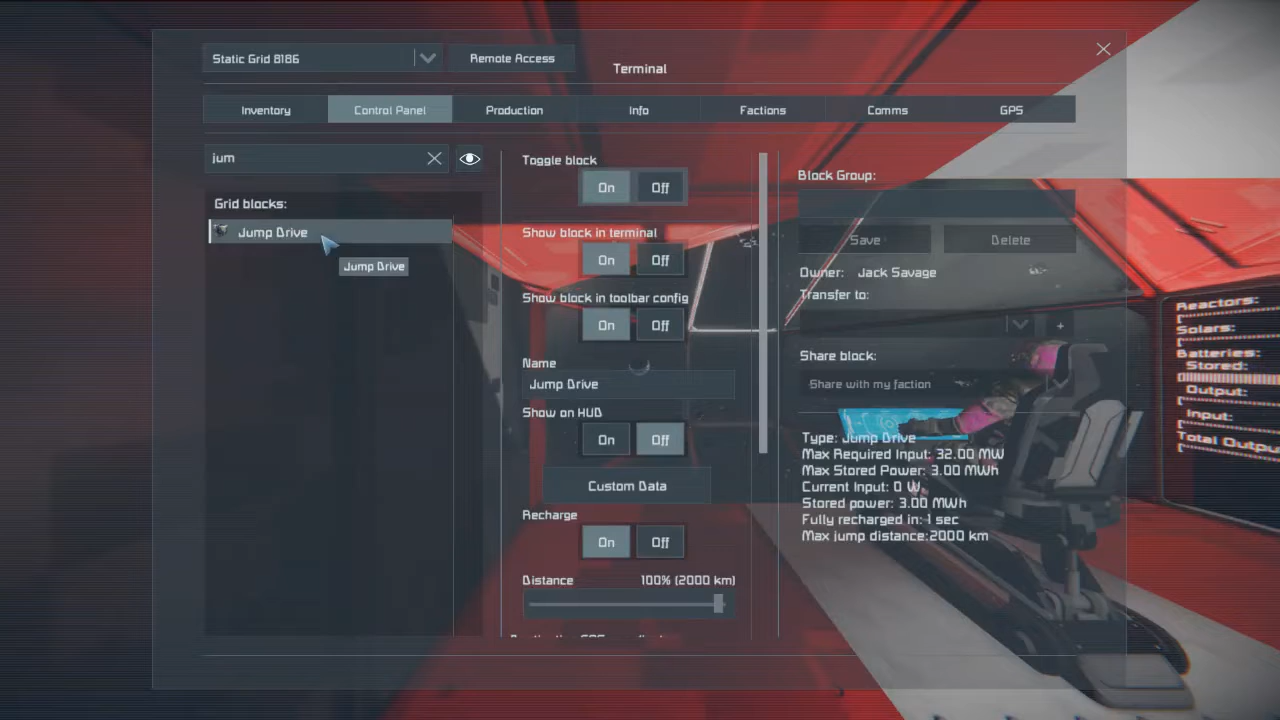 Static Grid 8186
Remote Access
Terminal
Inventory
Control Panel
Production
Info
Factions
Comms
GPS
jum
Grid blocks:
Jump Drive
Jump Drive
Toggle block
On Off
Show block in terminal
On Off
Show block in toolbar config
On Off
Name
Jump Drive
Show on HUD
On Off
Custom Data
Recharge
On Off
Distance 100% (2000 km)
Block Group:
Save Delete
Owner: Jack Savage
Transfer to:
+
Share block:
Share with my faction
Type: Jump Drive
Max Required Input: 32.00 MW
Max Stored Power: 3.00 MWh
Current Input: 0 W
Stored power: 3.00 MWh
Fully recharged in: 1 sec
Max jump distance:2000 km
Reactors:
Solars:
Batteries:
Stored:
Output:
Input:
Total Outpu